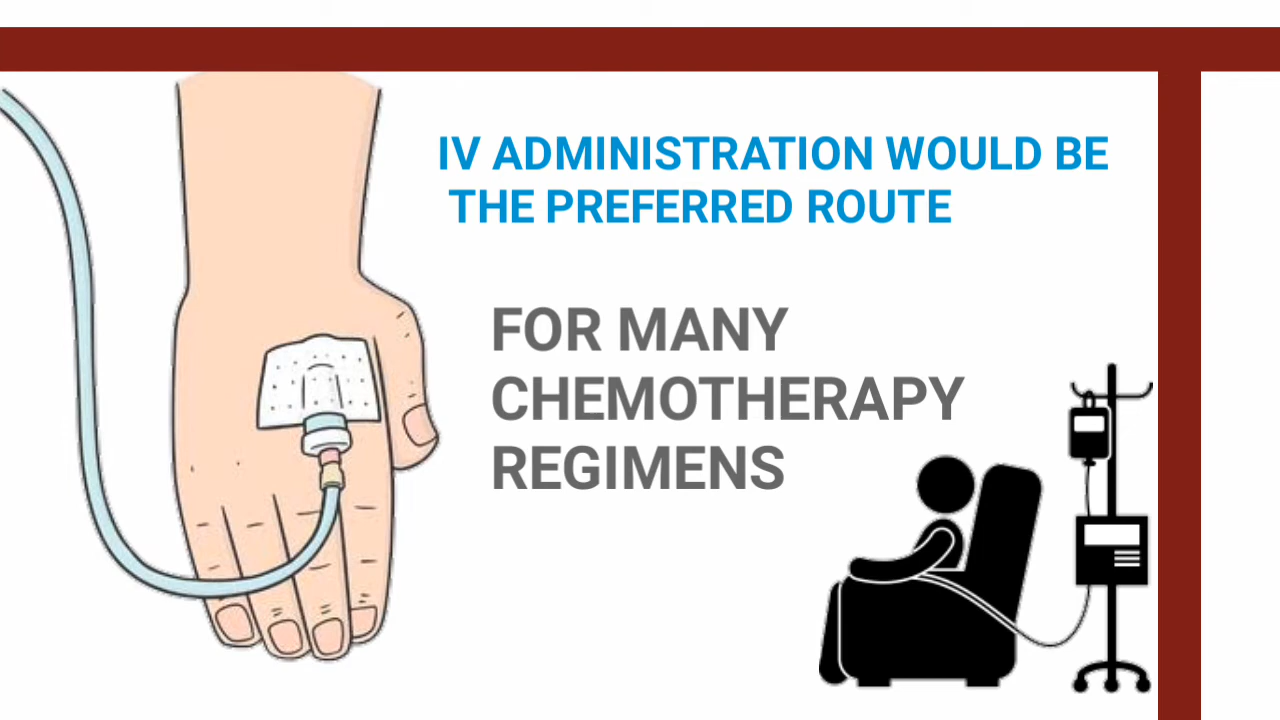 IV ADMINISTRATION WOULD BE
THE PREFERRED ROUTE
FOR MANY
CHEMOTHERAPY
REGIMENS